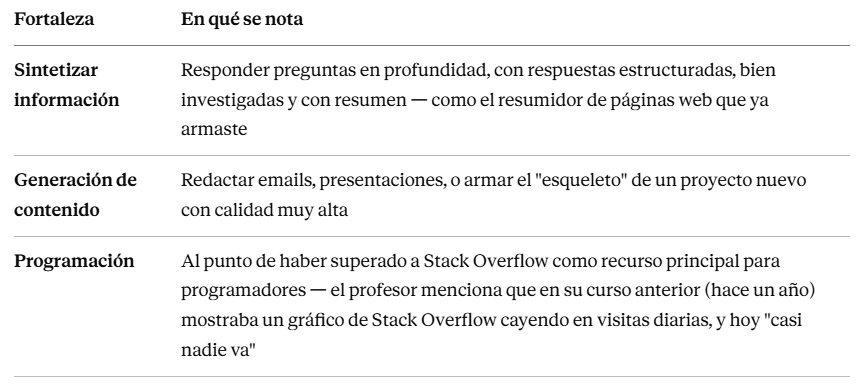 Fortaleza En qué se nota
Sintetizar Responder preguntas en profundidad, con respuestas estructuradas, bien
información investigadas y con resumen — como el resumidor de páginas web que ya
armaste
Generación de Redactar emails, presentaciones, o armar el "esqueleto" de un proyecto nuevo
contenido con calidad muy alta
Programación Al punto de haber superado a Stack Overflow como recurso principal para
programadores — el profesor menciona que en su curso anterior (hace un año)
mostraba un gráfico de Stack Overflow cayendo en visitas diarias, y hoy "casi
nadie va"